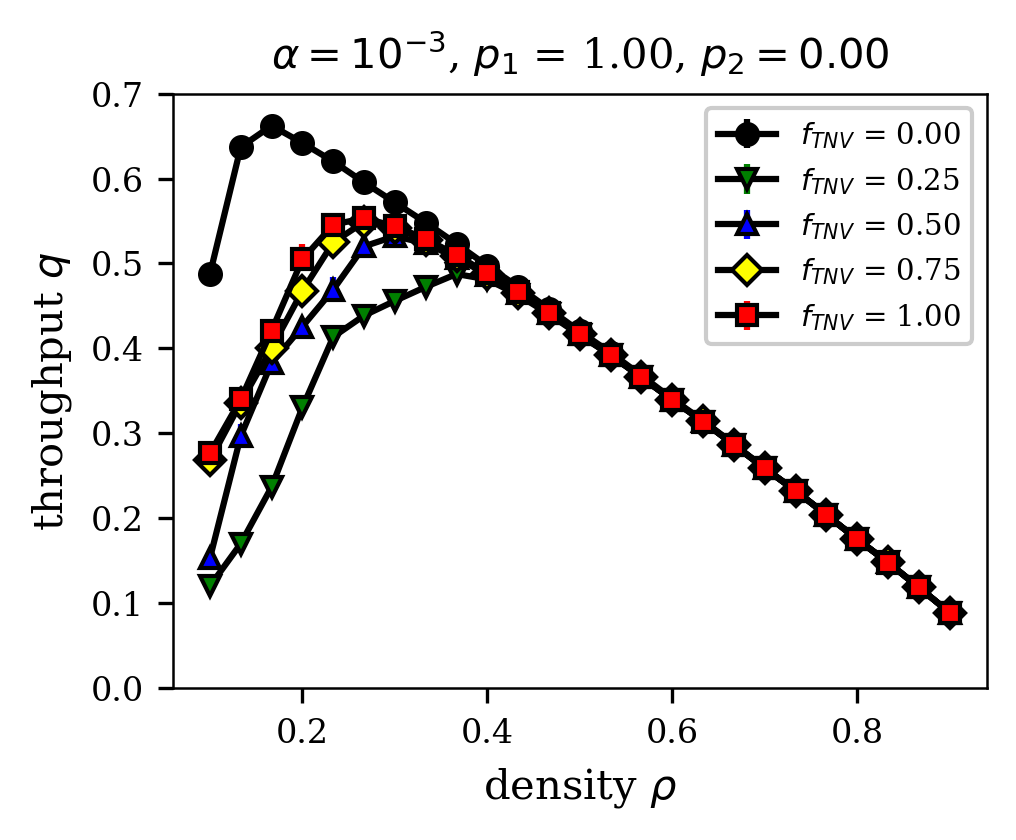 α = 10⁻³, p₁ = 1.00, p₂ = 0.00
0.7
0.6
0.5
0.4
0.3
0.2
0.1
0.0
throughput q
f_TNV = 0.00
f_TNV = 0.25
f_TNV = 0.50
f_TNV = 0.75
f_TNV = 1.00
0.2 0.4 0.6 0.8
density ρ